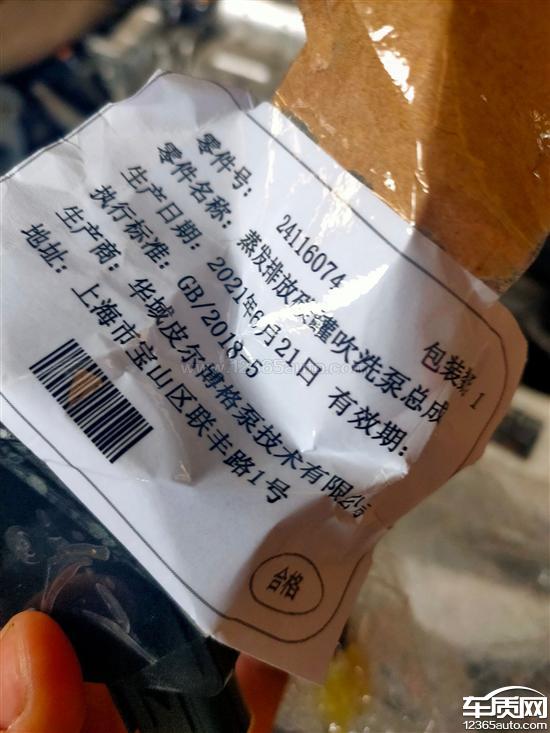 零件号: 24116074 包装数 1
零件名称: 蒸发排放碳罐吹洗泵总成
生产日期: 2021年6月21日 有效期:
执行标准: GB/2018-5
生产商: 华域皮尔博格泵技术有限公司
地址: 上海市宝山区联丰路1号
合格
www.12365auto.com
车质网
12365auto.com